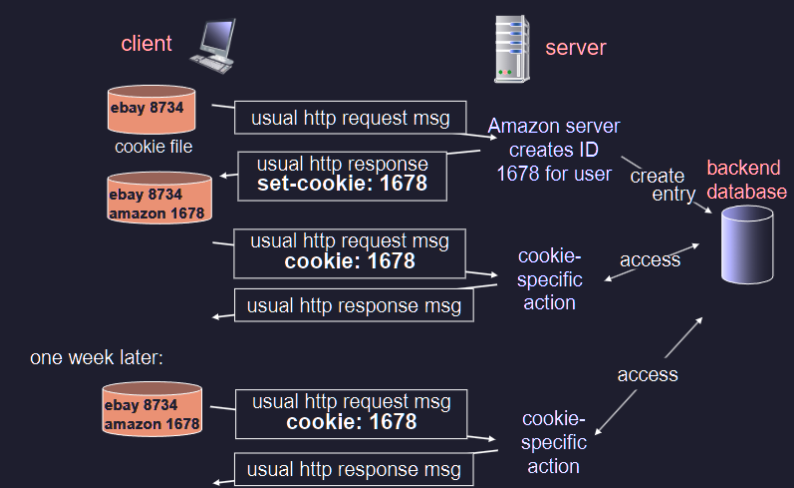 client
server
ebay 8734
cookie file
usual http request msg
Amazon server
creates ID
1678 for user
usual http response
set-cookie: 1678
create
entry
backend
database
ebay 8734
amazon 1678
usual http request msg
cookie: 1678
cookie-
specific
action
access
usual http response msg
one week later:
access
ebay 8734
amazon 1678
usual http request msg
cookie: 1678
cookie-
specific
action
usual http response msg